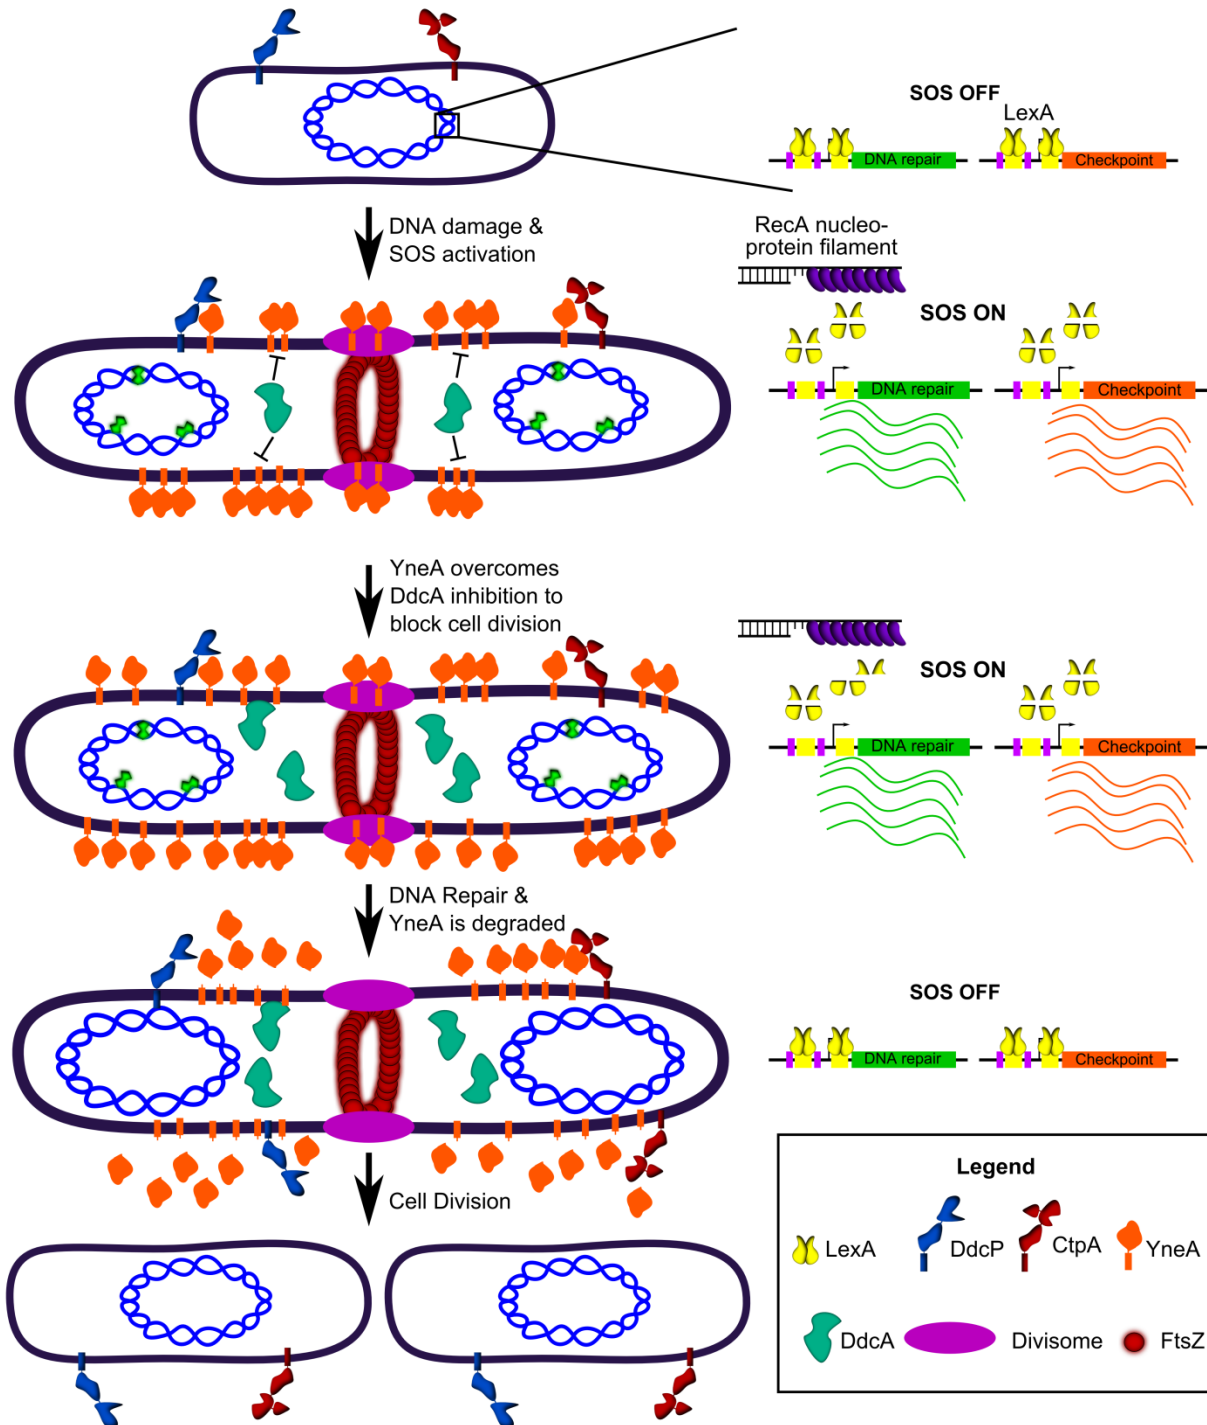 SOS OFF
LexA
DNA repair
Checkpoint
DNA damage &
SOS activation
RecA nucleo-
protein filament
SOS ON
DNA repair
Checkpoint
YneA overcomes
DdcA inhibition to
block cell division
SOS ON
DNA repair
Checkpoint
DNA Repair &
YneA is degraded
SOS OFF
DNA repair
Checkpoint
Cell Division
Legend
LexA
DdcP
CtpA
YneA
DdcA
Divisome
FtsZ